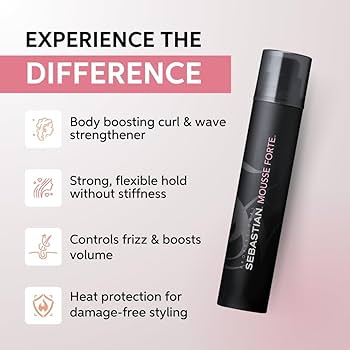 EXPERIENCE THE
DIFFERENCE
Body boosting curl & wave
strengthener
Strong, flexible hold
without stiffness
Controls frizz & boosts
volume
Heat protection for
damage-free styling
SEBASTIAN. MOUSSE FORTE.